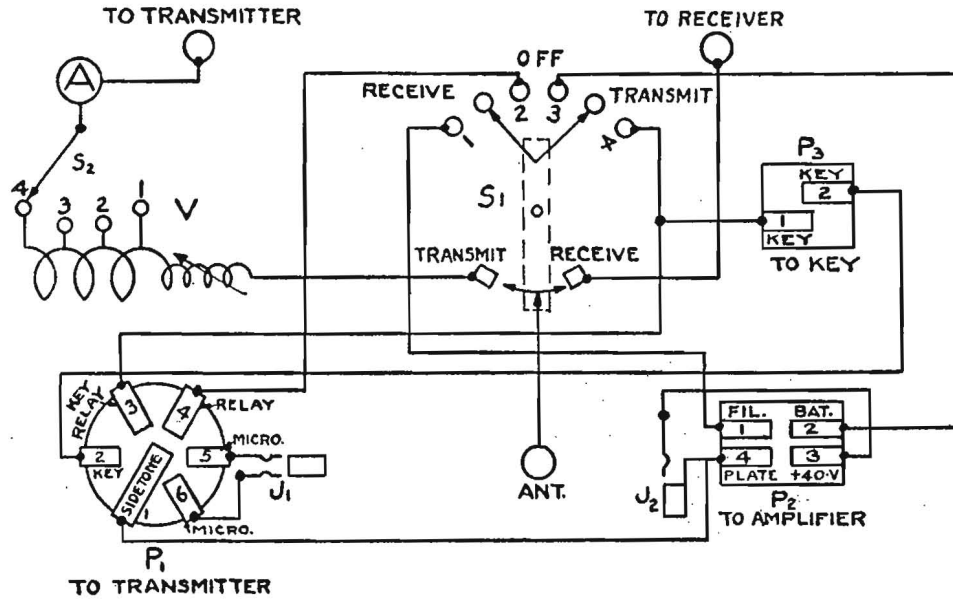 TO TRANSMITTER
TO RECEIVER
OFF
A
RECEIVE
2
3
TRANSMIT
1
4
S2
P3
KEY
2
1
KEY
TO KEY
4
3
2
1
V
S1
TRANSMIT
RECEIVE
KEY
RELAY
3
4
RELAY
MICRO.
2
KEY
5
SIDETONE
1
6
MICRO.
J1
ANT.
FIL.
BAT.
1
2
4
3
PLATE
+40·V
J2
P2
TO AMPLIFIER
P1
TO TRANSMITTER